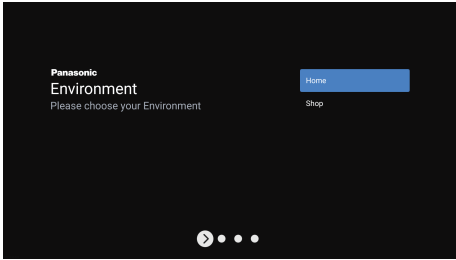 Panasonic
Environment
Please choose your Environment
Home
Shop